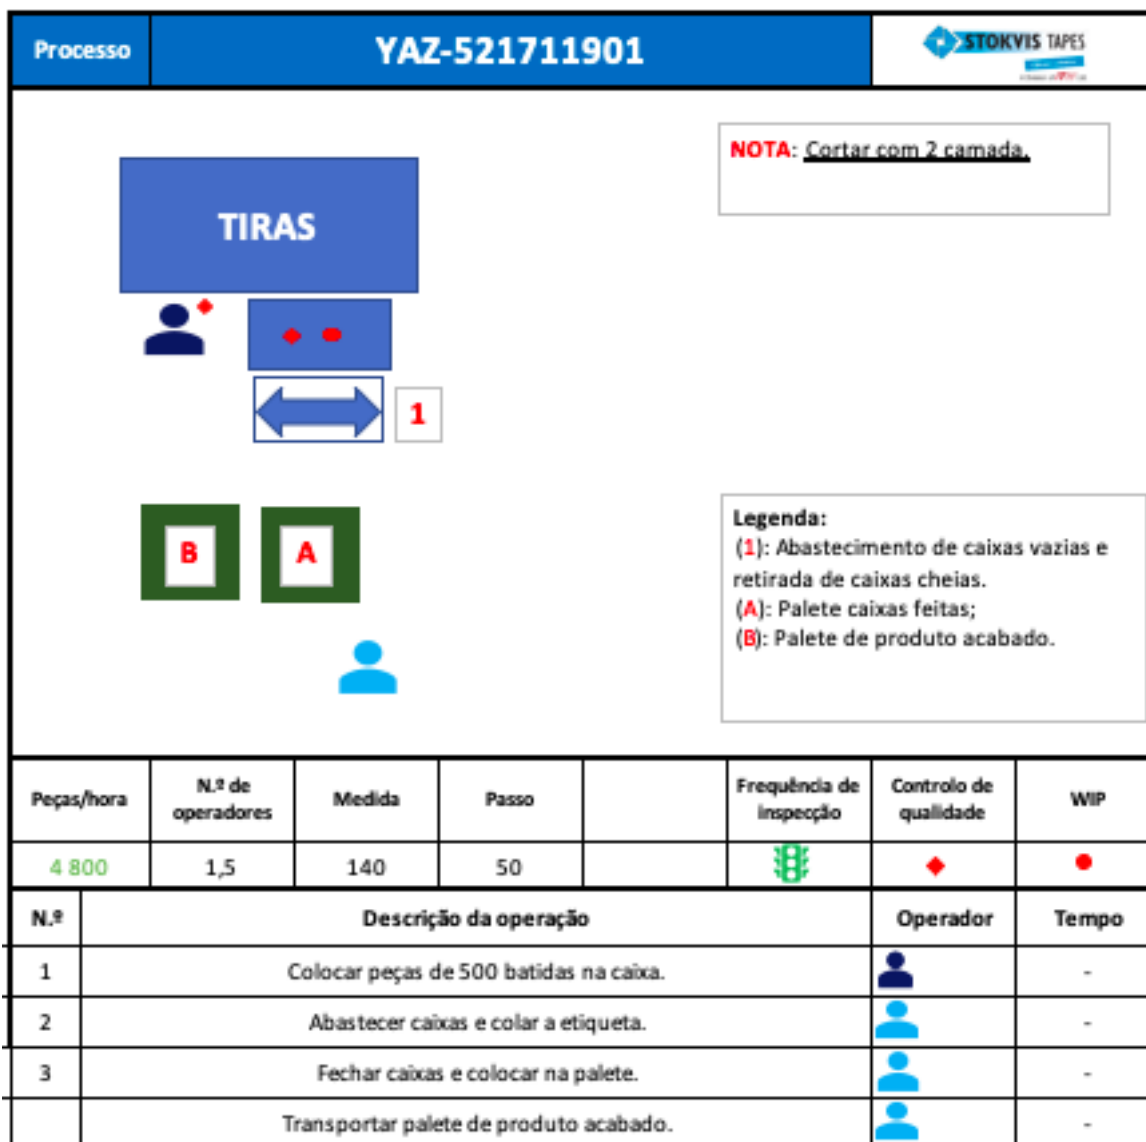 Processo
YAZ-521711901
STOKVIS TAPES
NOTA: Cortar com 2 camada.
TIRAS
1
B
A
Legenda:
(1): Abastecimento de caixas vazias e
retirada de caixas cheias.
(A): Palete caixas feitas;
(B): Palete de produto acabado.
Peças/hora
N.º de
operadores
Medida
Passo
Frequência de
inspecção
Controlo de
qualidade
WIP
4 800
1,5
140
50
N.º
Descrição da operação
Operador
Tempo
1
Colocar peças de 500 batidas na caixa.
-
2
Abastecer caixas e colar a etiqueta.
-
3
Fechar caixas e colocar na palete.
-
Transportar palete de produto acabado.
-